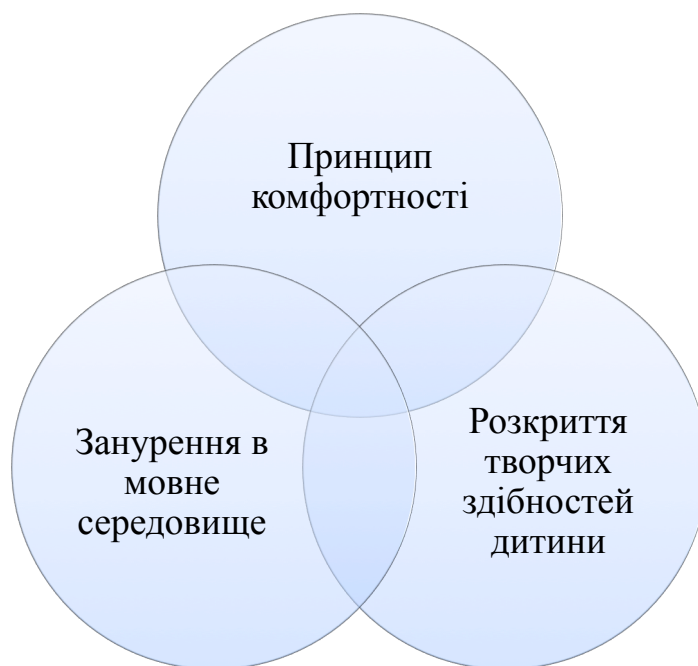 Принцип
комфортності
Занурення в
мовне
середовище
Розкриття
творчих
здібностей
дитини